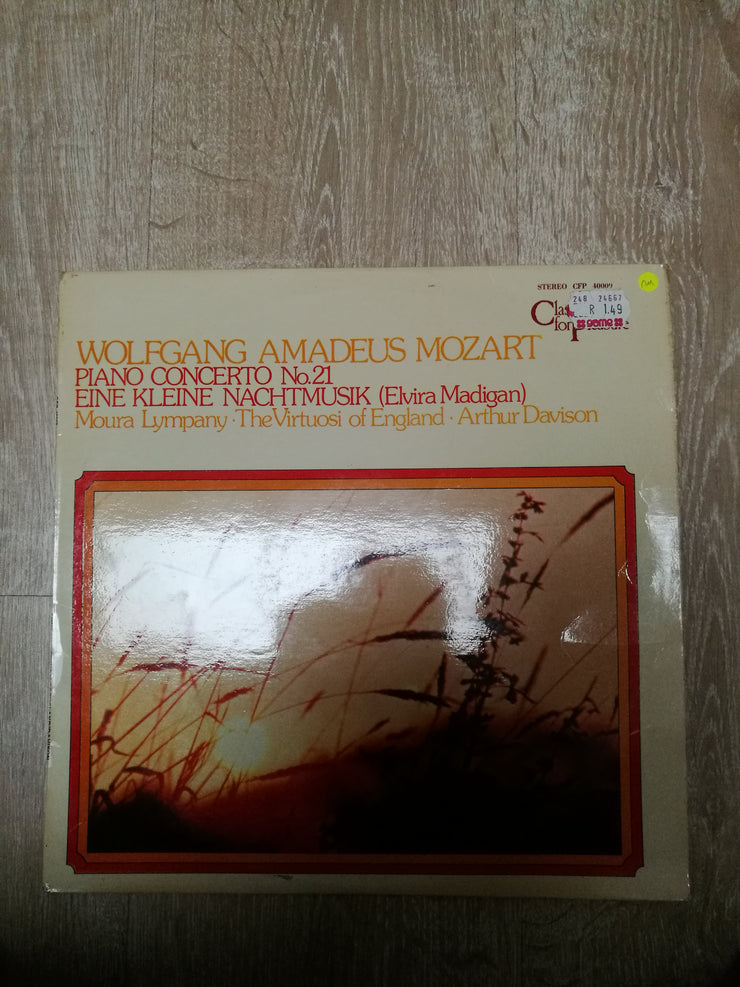 STEREO CFP 40009
248 24667
R 1.49
game
Classics
for Pleasure
WOLFGANG AMADEUS MOZART
PIANO CONCERTO No.21
EINE KLEINE NACHTMUSIK (Elvira Madigan)
Moura Lympany · The Virtuosi of England · Arthur Davison